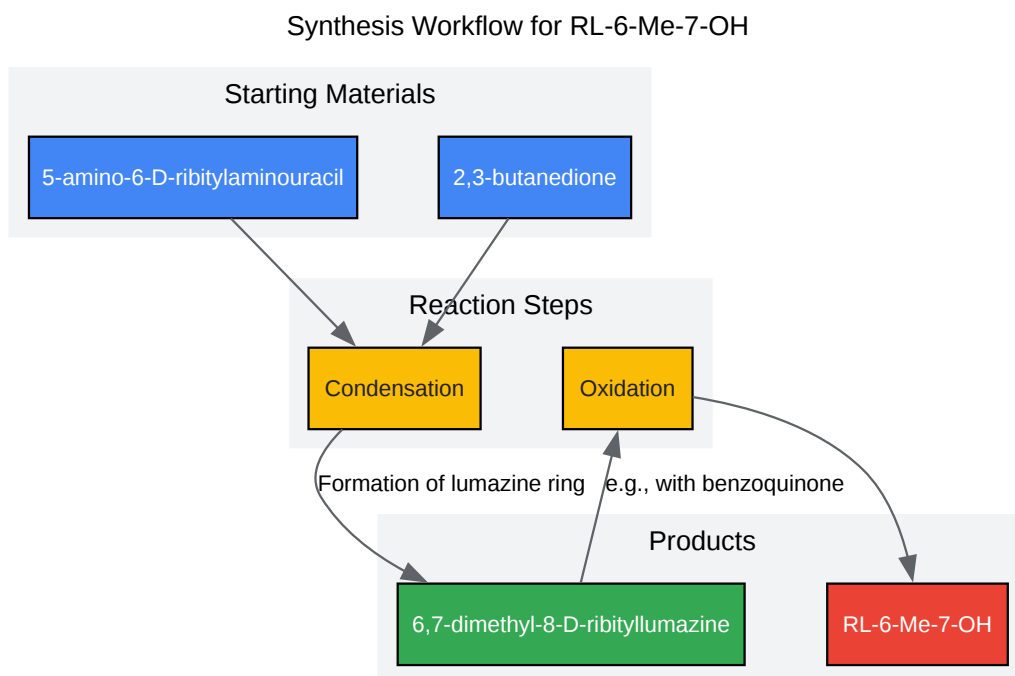 Synthesis Workflow for RL-6-Me-7-OH
Starting Materials
5-amino-6-D-ribitylaminouracil
2,3-butanedione
Reaction Steps
Condensation
Oxidation
Formation of lumazine ring
e.g., with benzoquinone
Products
6,7-dimethyl-8-D-ribityllumazine
RL-6-Me-7-OH